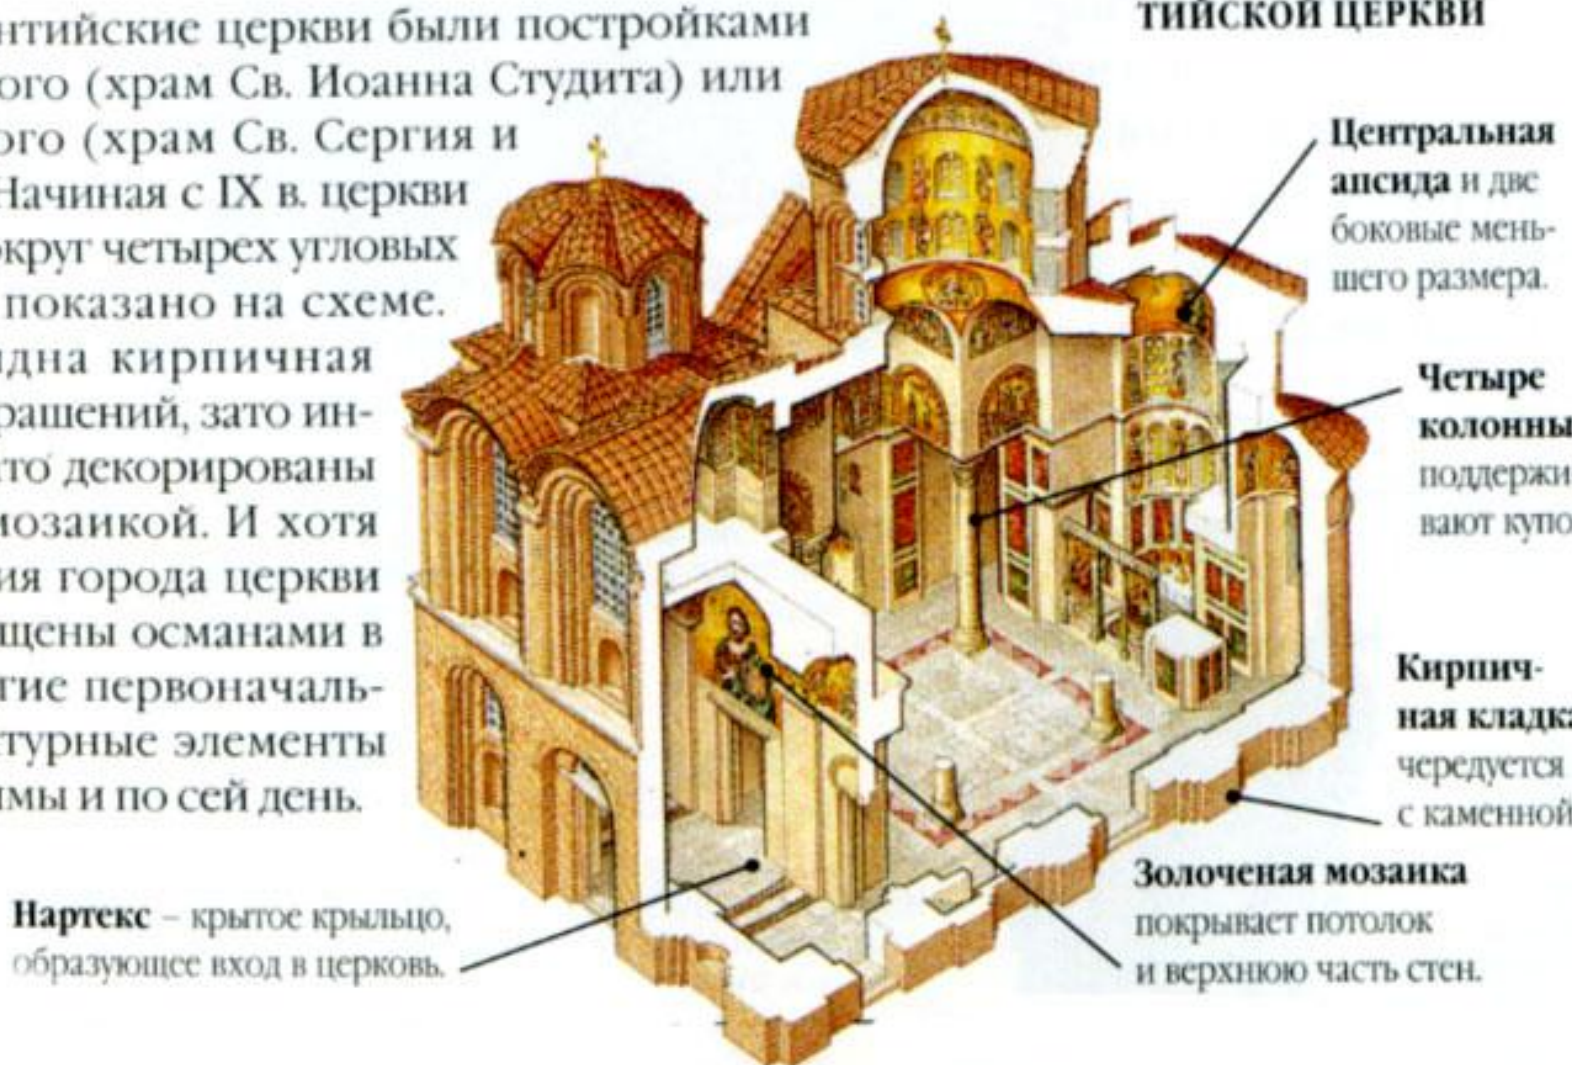 нтийские церкви были постройками
ого (храм Св. Иоанна Студита) или
ого (храм Св. Сергия и
Начиная с IX в. церкви
округ четырех угловых
показано на схеме.
дна кирпичная
рашений, зато ин-
то декорированы
мозаикой. И хотя
ия города церкви
щены османами в
гие первоначаль-
турные элементы
мы и по сей день.
ТИЙСКОЙ ЦЕРКВИ
Центральная
апсида и две
боковые мень-
шего размера.
Четыре
колонны
поддержи
вают купо
Кирпич-
ная кладка
чередуется
с каменной
Золоченая мозаика
покрывает потолок
и верхнюю часть стен.
Нартекс – крытое крыльцо,
образующее вход в церковь.